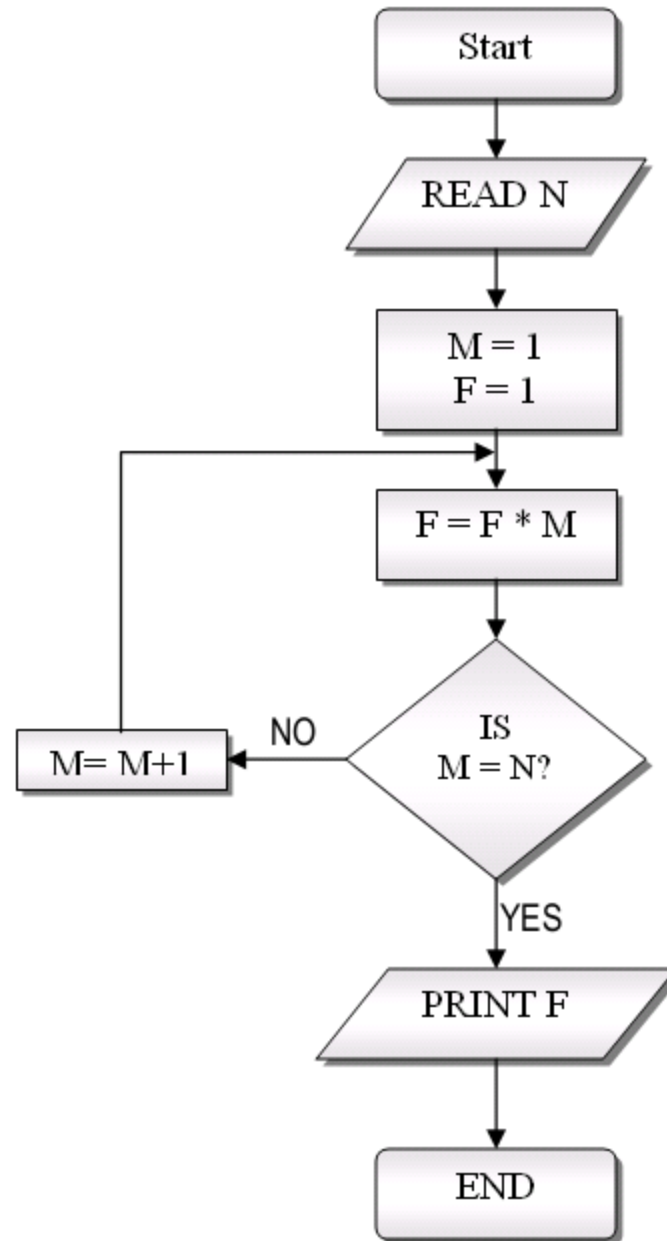 Start
READ N
M = 1
F = 1
F = F * M
IS
M = N?
NO
M= M+1
YES
PRINT F
END